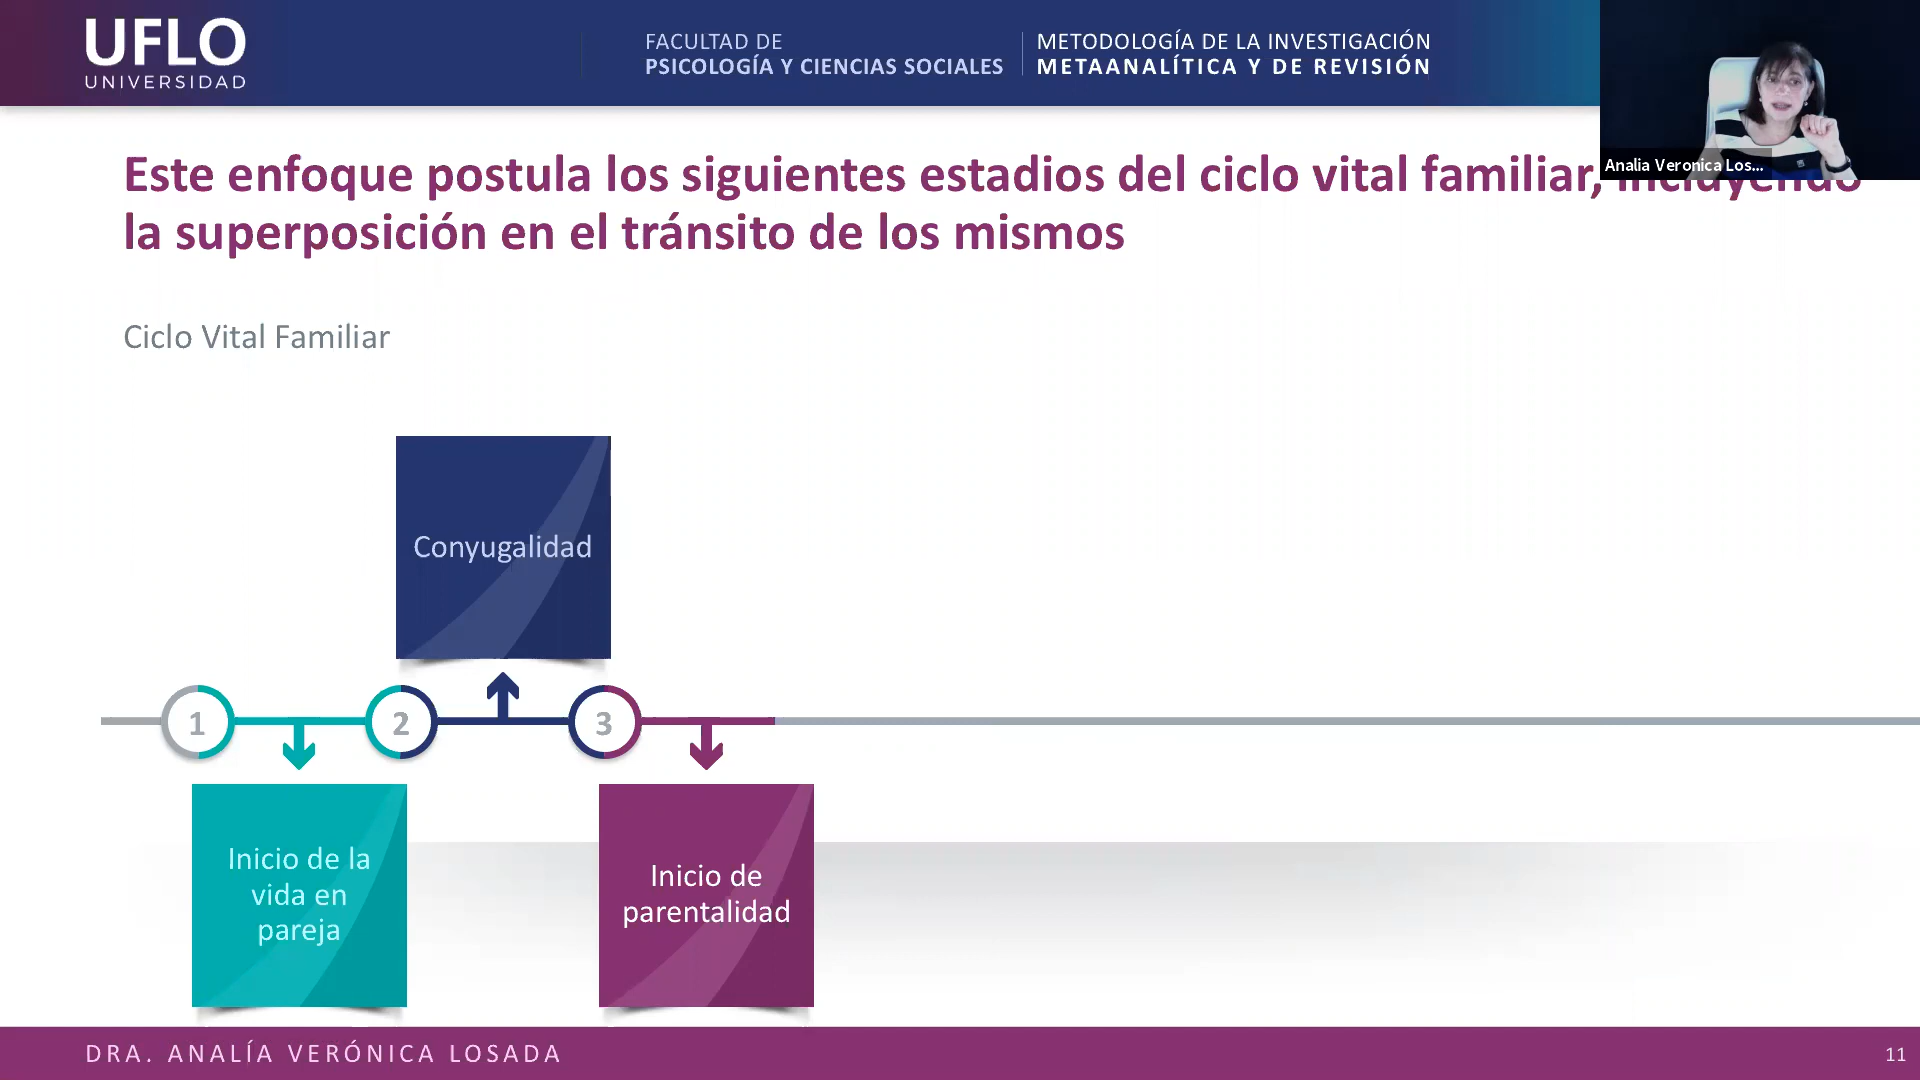 UFLO
UNIVERSIDAD
FACULTAD DE
PSICOLOGÍA Y CIENCIAS SOCIALES
METODOLOGÍA DE LA INVESTIGACIÓN
METAANALÍTICA Y DE REVISIÓN
Analia Veronica Los...
Este enfoque postula los siguientes estadios del ciclo vital familiar, incluyendo
la superposición en el tránsito de los mismos
Ciclo Vital Familiar
Conyugalidad
1
2
3
Inicio de la
vida en
pareja
Inicio de
parentalidad
DRA. ANALÍA VERÓNICA LOSADA
11